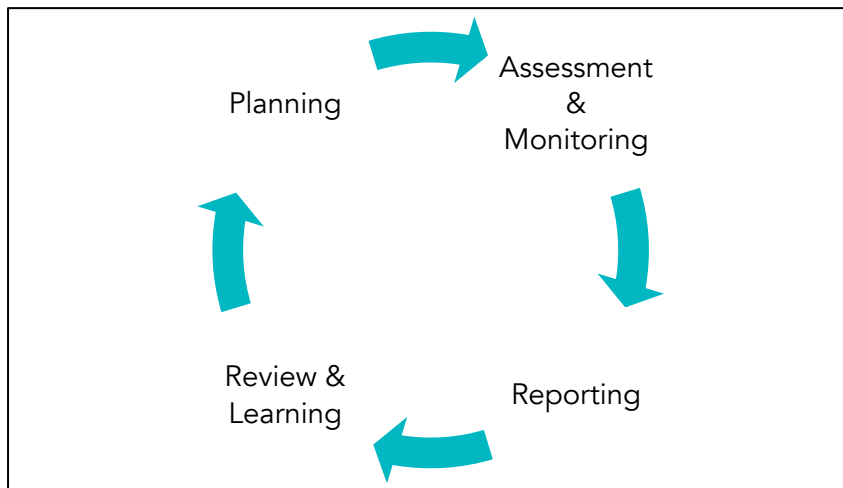 Planning
Assessment
&
Monitoring
Review &
Learning
Reporting